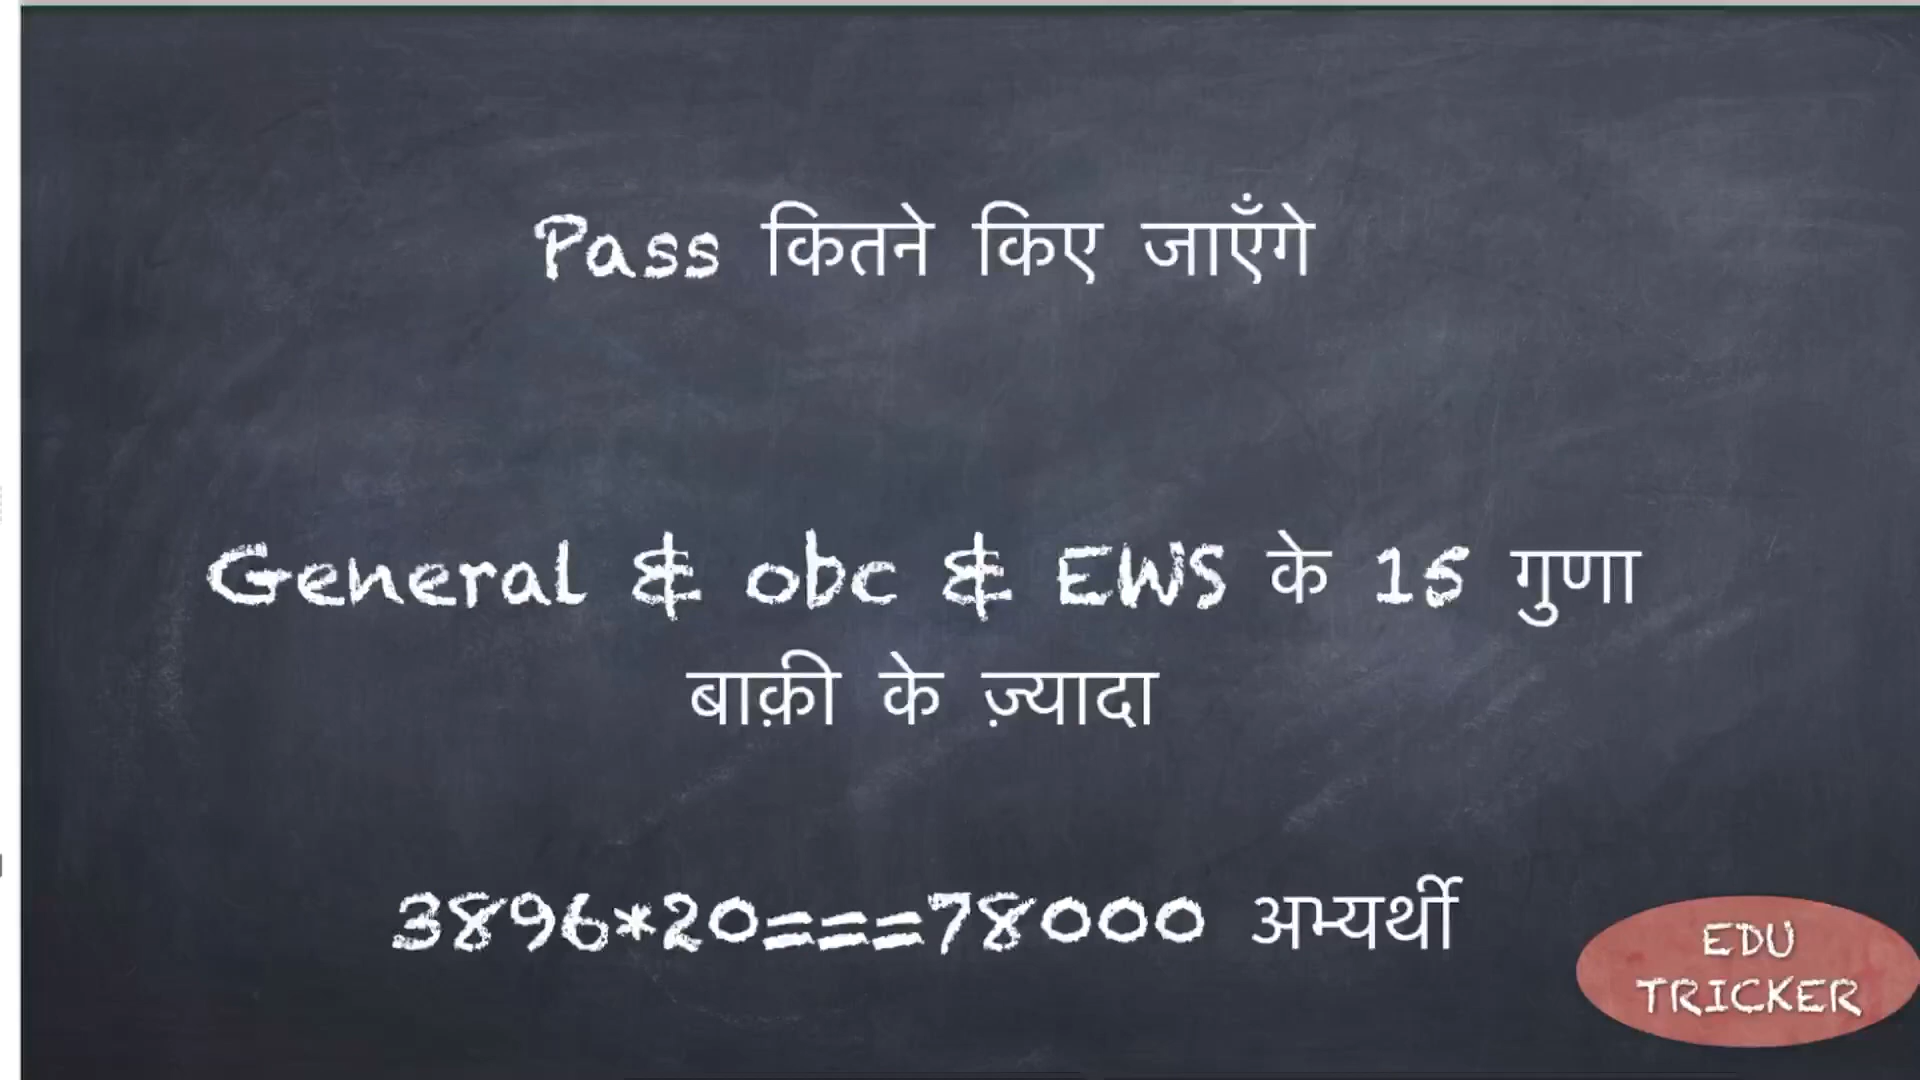 Pass कितने किए जाएँगे
General & obc & EWS के 15 गुणा
बाक़ी के ज़्यादा
3896*20===78000 अभ्यर्थी
EDU
TRICKER